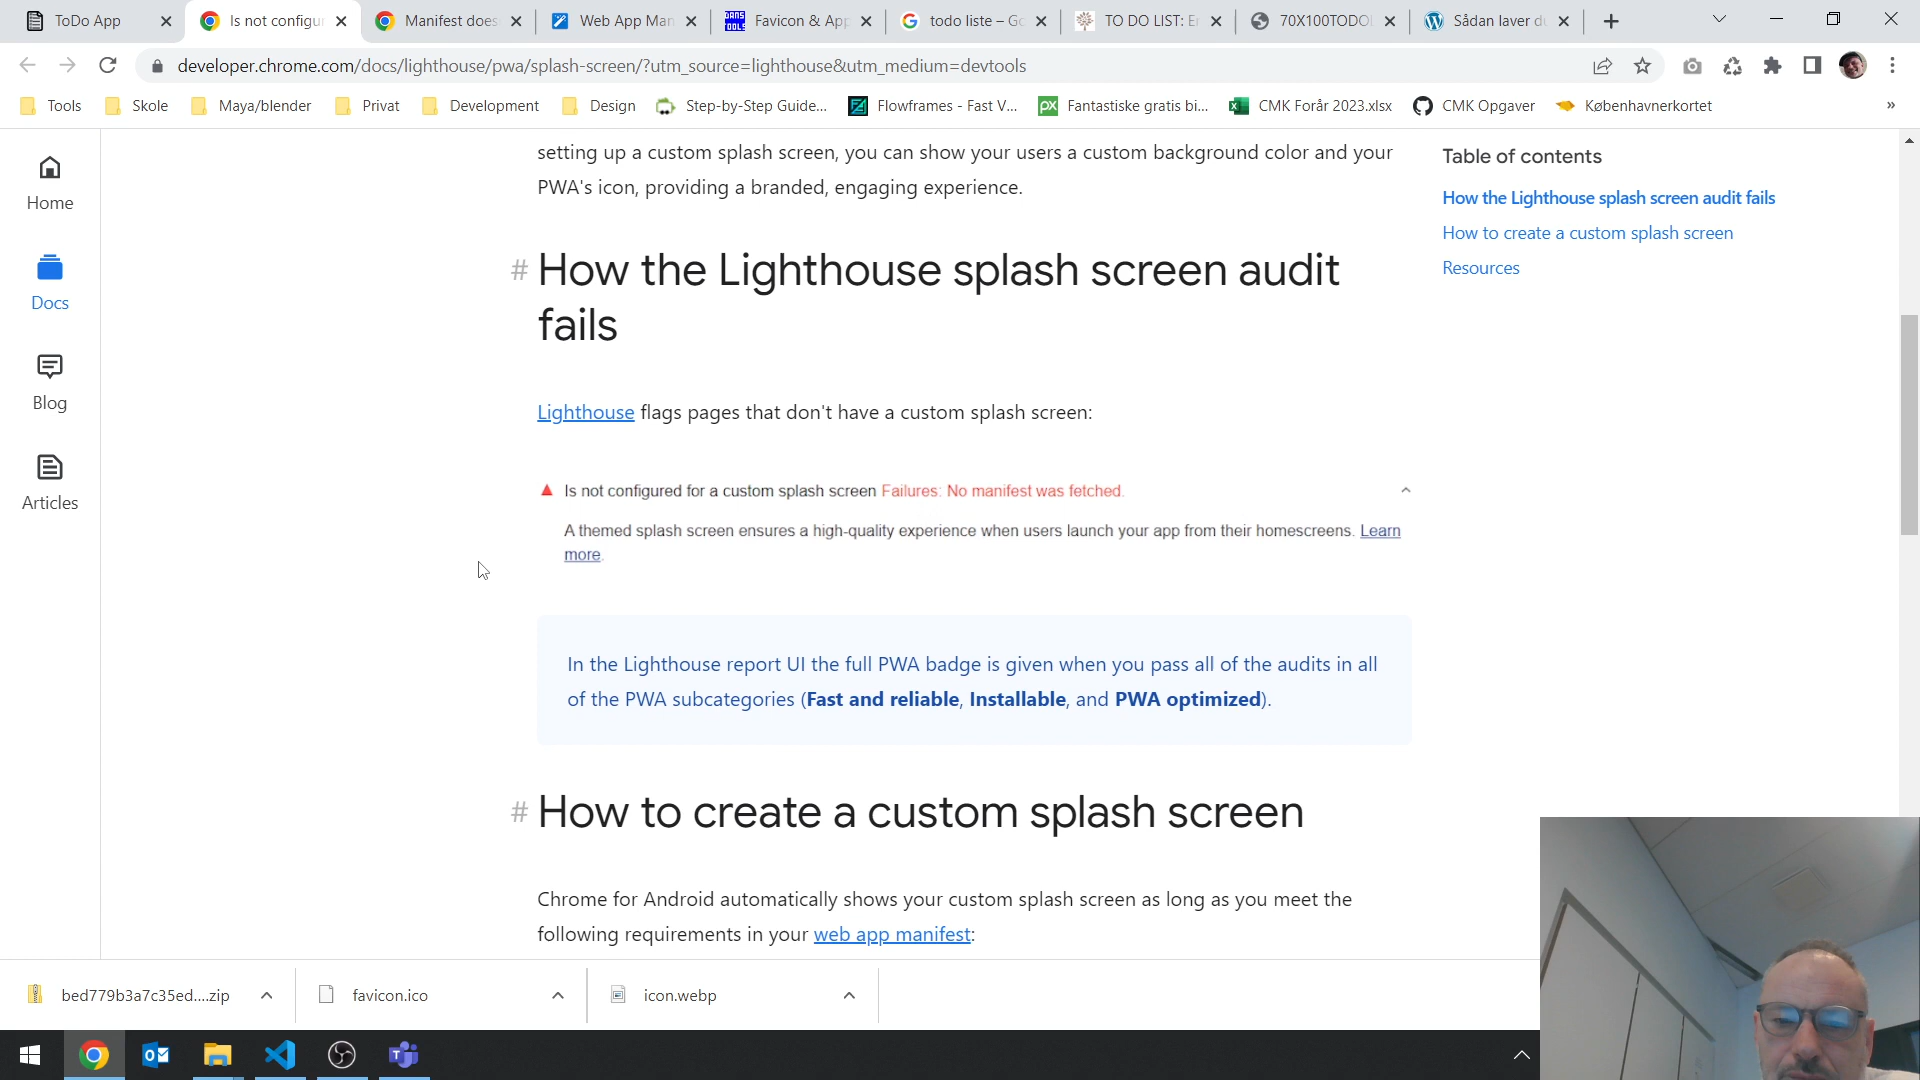 ToDo App
Is not configu
Manifest does
Web App Man
Favicon & App
todo liste – Go
TO DO LIST: E
70X100TODO
Sådan laver d
developer.chrome.com/docs/lighthouse/pwa/splash-screen/?utm_source=lighthouse&utm_medium=devtools
Tools
Skole
Maya/blender
Privat
Development
Design
Step-by-Step Guide...
Flowframes - Fast V...
Fantastiske gratis bi...
CMK Forår 2023.xlsx
CMK Opgaver
Københavnerkortet
»
Home
Docs
Blog
Articles
setting up a custom splash screen, you can show your users a custom background color and your
PWA's icon, providing a branded, engaging experience.
# How the Lighthouse splash screen audit
fails
Lighthouse flags pages that don't have a custom splash screen:
Is not configured for a custom splash screen Failures: No manifest was fetched.
A themed splash screen ensures a high-quality experience when users launch your app from their homescreens. Learn
more.
In the Lighthouse report UI the full PWA badge is given when you pass all of the audits in all
of the PWA subcategories (Fast and reliable, Installable, and PWA optimized).
# How to create a custom splash screen
Chrome for Android automatically shows your custom splash screen as long as you meet the
following requirements in your web app manifest:
Table of contents
How the Lighthouse splash screen audit fails
How to create a custom splash screen
Resources
bed779b3a7c35ed....zip
favicon.ico
icon.webp